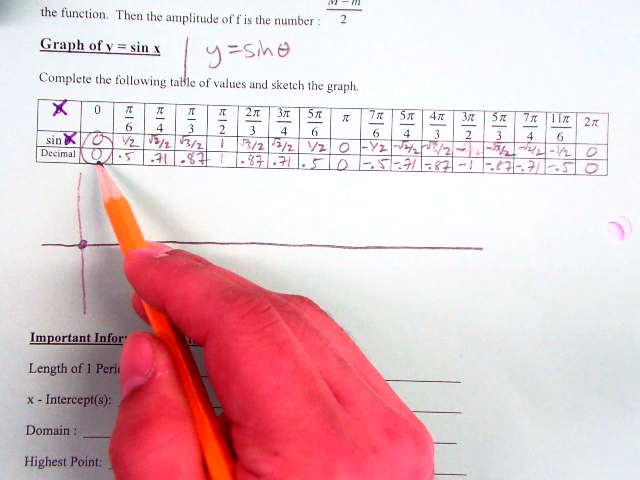 M − m
the function. Then the amplitude of f is the number : 2
Graph of y = sin x | y = sin θ
Complete the following table of values and sketch the graph.
x 0 π/6 π/4 π/3 π/2 2π/3 3π/4 5π/6 π 7π/6 5π/4 4π/3 3π/2 5π/3 7π/4 11π/6 2π
sin x 0 1/2 √2/2 √3/2 1 √3/2 √2/2 1/2 0 -1/2 -√2/2 -√3/2 -1 -√3/2 -√2/2 -1/2 0
Decimal 0 .5 .71 .87 1 .87 .71 .5 0 -.5 -.71 -.87 -1 -.87 -.71 -.5 0
Important
Length of 1
x - Intercept(s):
Domain :
Highest Point: